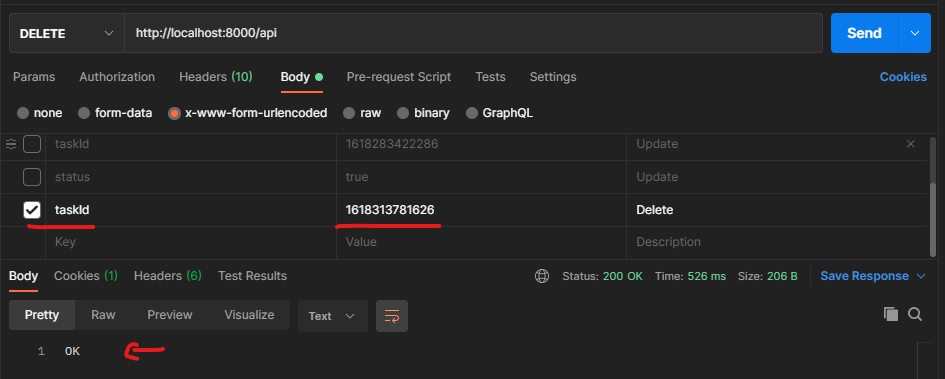 DELETE http://localhost:8000/api Send
Params Authorization Headers (10) Body Pre-request Script Tests Settings Cookies
none form-data x-www-form-urlencoded raw binary GraphQL
taskId 1618283422286 Update
status true Update
taskId 1618313781626 Delete
Key Value Description
Body Cookies (1) Headers (6) Test Results Status: 200 OK Time: 526 ms Size: 206 B Save Response
Pretty Raw Preview Visualize Text
1 OK